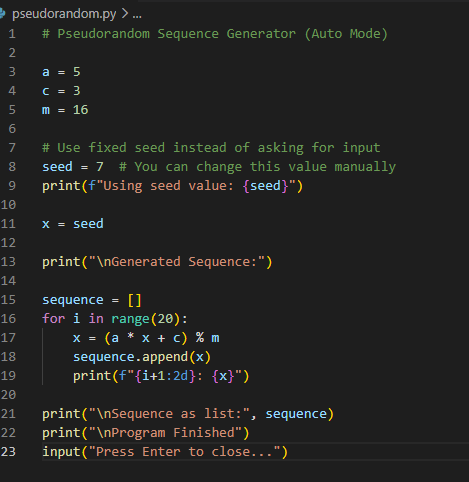 pseudorandom.py > ...
1 # Pseudorandom Sequence Generator (Auto Mode)
2
3 a = 5
4 c = 3
5 m = 16
6
7 # Use fixed seed instead of asking for input
8 seed = 7  # You can change this value manually
9 print(f"Using seed value: {seed}")
10
11 x = seed
12
13 print("\nGenerated Sequence:")
14
15 sequence = []
16 for i in range(20):
17     x = (a * x + c) % m
18     sequence.append(x)
19     print(f"{i+1:2d}: {x}")
20
21 print("\nSequence as list:", sequence)
22 print("\nProgram Finished")
23 input("Press Enter to close...")